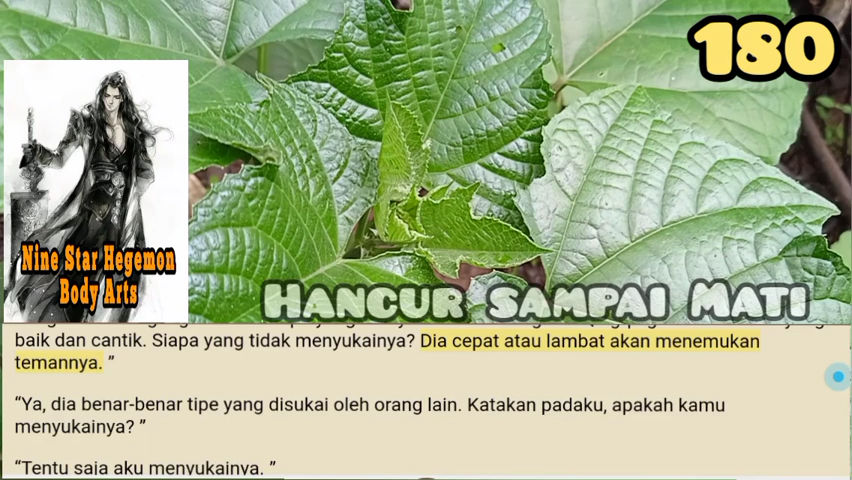 180
Nine Star Hegemon
Body Arts
Hancur sampai Mati
baik dan cantik. Siapa yang tidak menyukainya? Dia cepat atau lambat akan menemukan
temannya. ”
“Ya, dia benar-benar tipe yang disukai oleh orang lain. Katakan padaku, apakah kamu
menyukainya? ”
“Tentu saja aku menyukainya. ”